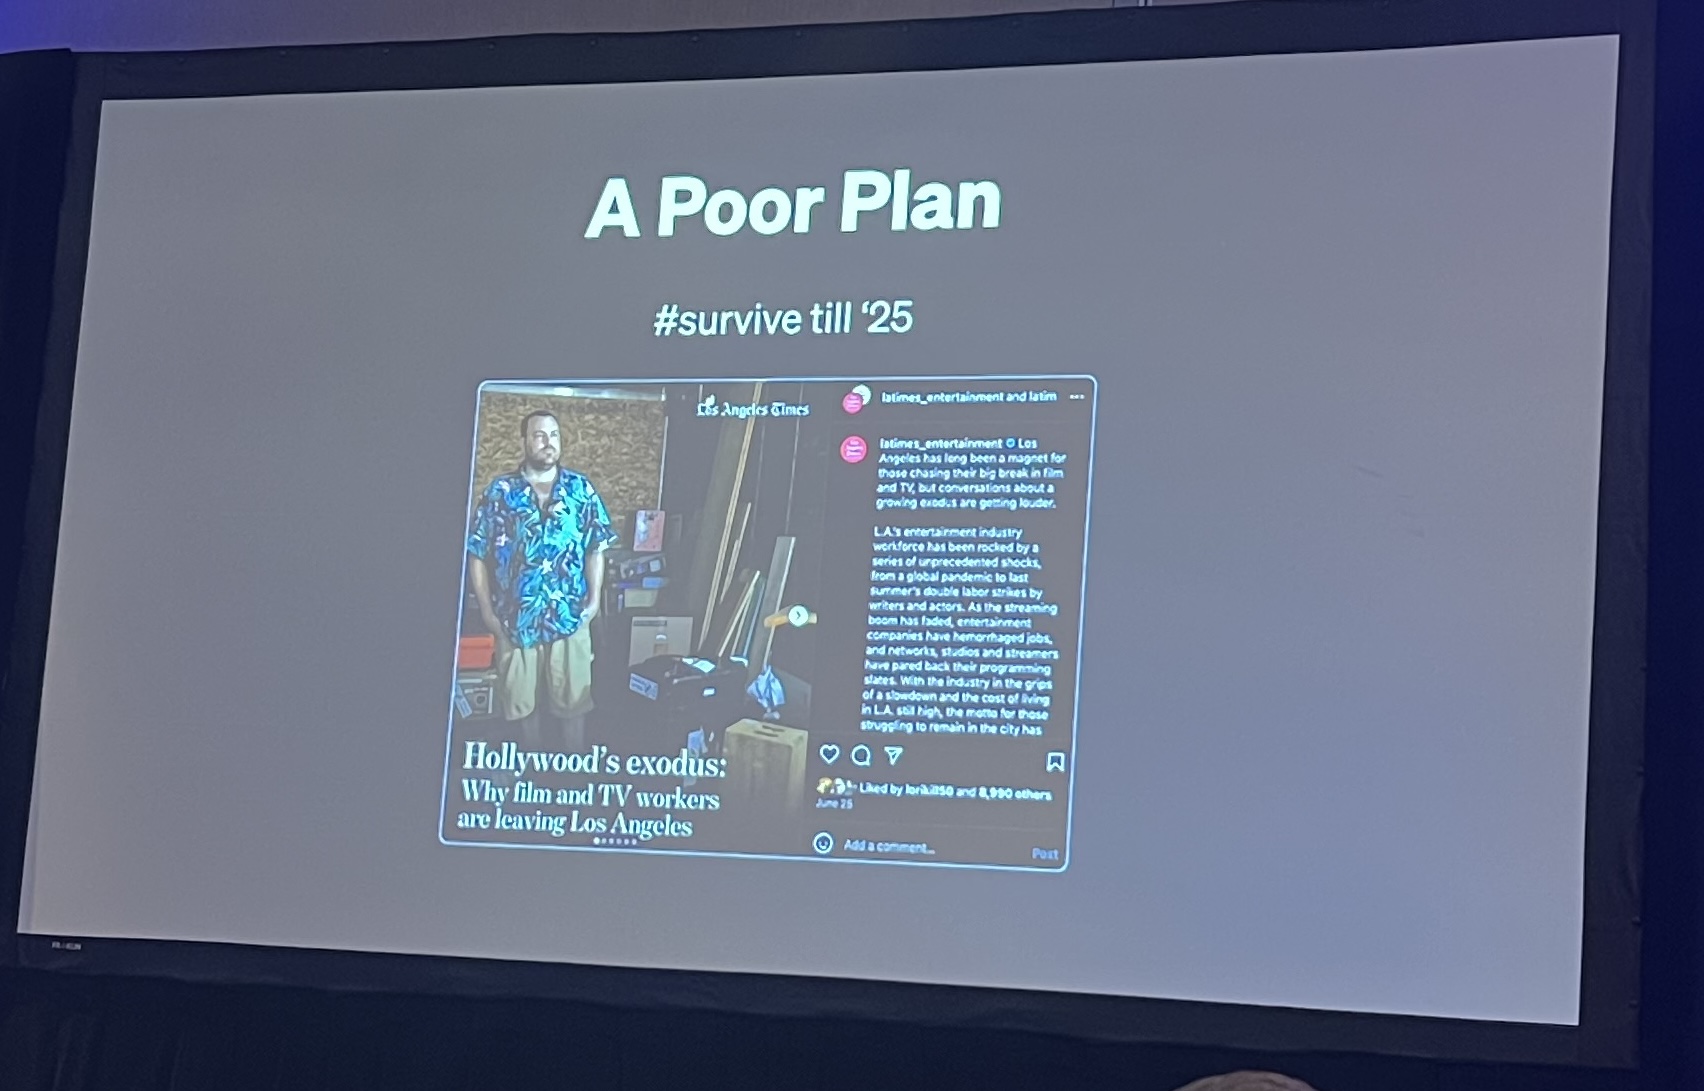 A Poor Plan
#survive till ‘25
Los Angeles Times
Hollywood’s exodus:
Why film and TV workers
are leaving Los Angeles
latimes_entertainment and latim
latimes_entertainment Los
Angeles has long been a magnet for
those chasing their big break in film
and TV, but conversations about a
growing exodus are getting louder.
L.A.'s entertainment industry
workforce has been rocked by a
series of unprecedented shocks,
from a global pandemic to last
summer's double labor strikes by
writers and actors. As the streaming
boom has faded, entertainment
companies have hemorrhaged jobs,
and networks, studios and streamers
have pared back their programming
slates. With the industry in the grips
of a slowdown and the cost of living
in L.A. still high, the motto for those
struggling to remain in the city has
Liked by and 8,990 others
June 25
Add a comment...
Post